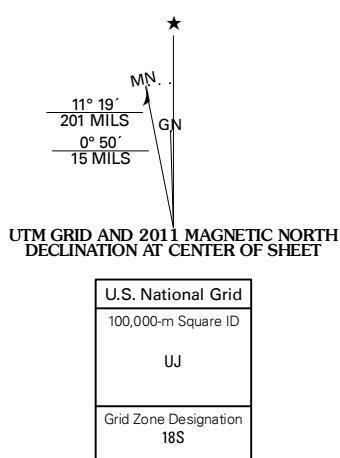 ★
MN
11° 19´
201 MILS
GN
0° 50´
15 MILS
UTM GRID AND 2011 MAGNETIC NORTH
DECLINATION AT CENTER OF SHEET
U.S. National Grid
100,000-m Square ID
UJ
Grid Zone Designation
18S